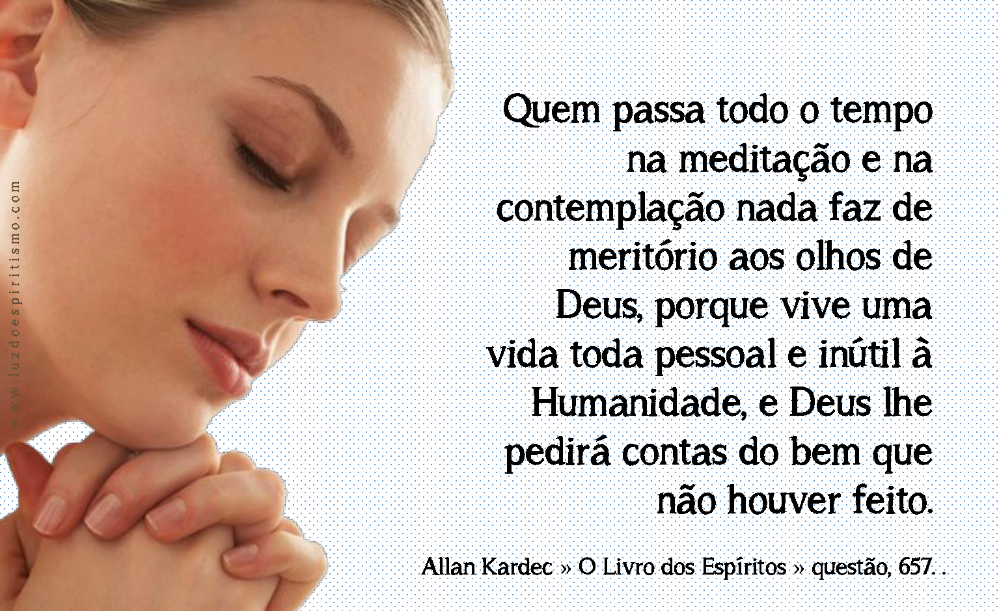 Quem passa todo o tempo
na meditação e na
contemplação nada faz de
meritório aos olhos de
Deus, porque vive uma
vida toda pessoal e inútil à
Humanidade, e Deus lhe
pedirá contas do bem que
não houver feito.
Allan Kardec » O Livro dos Espíritos » questão, 657. .
www.luzdoespiritismo.com